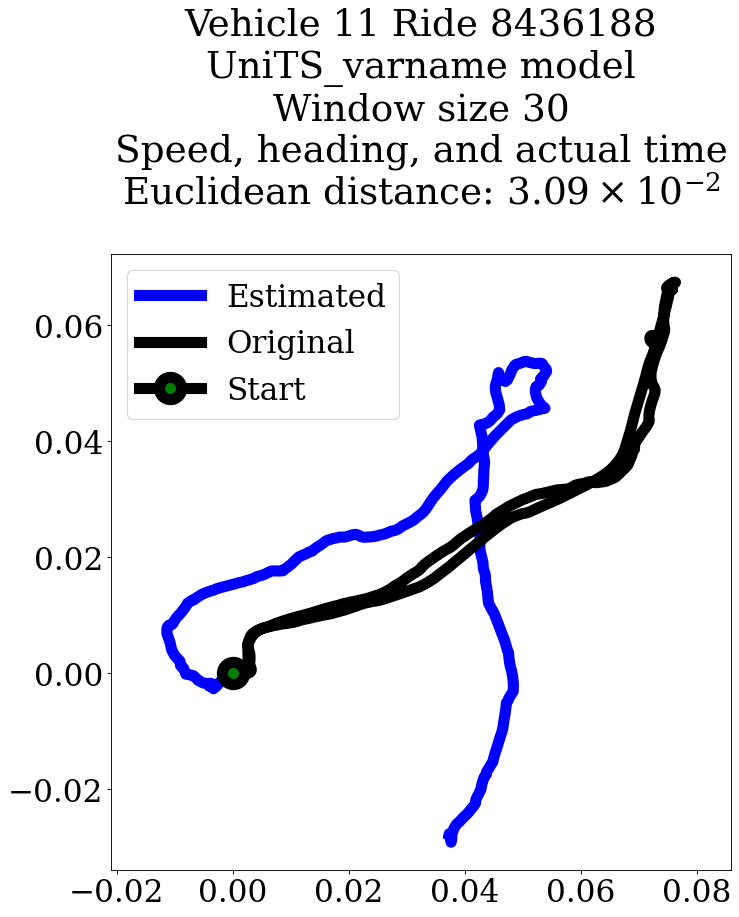 Vehicle 11 Ride 8436188
UniTS_varname model
Window size 30
Speed, heading, and actual time
Euclidean distance: 3.09 × 10⁻²
Estimated
Original
Start
0.06
0.04
0.02
0.00
−0.02
−0.02 0.00 0.02 0.04 0.06 0.08